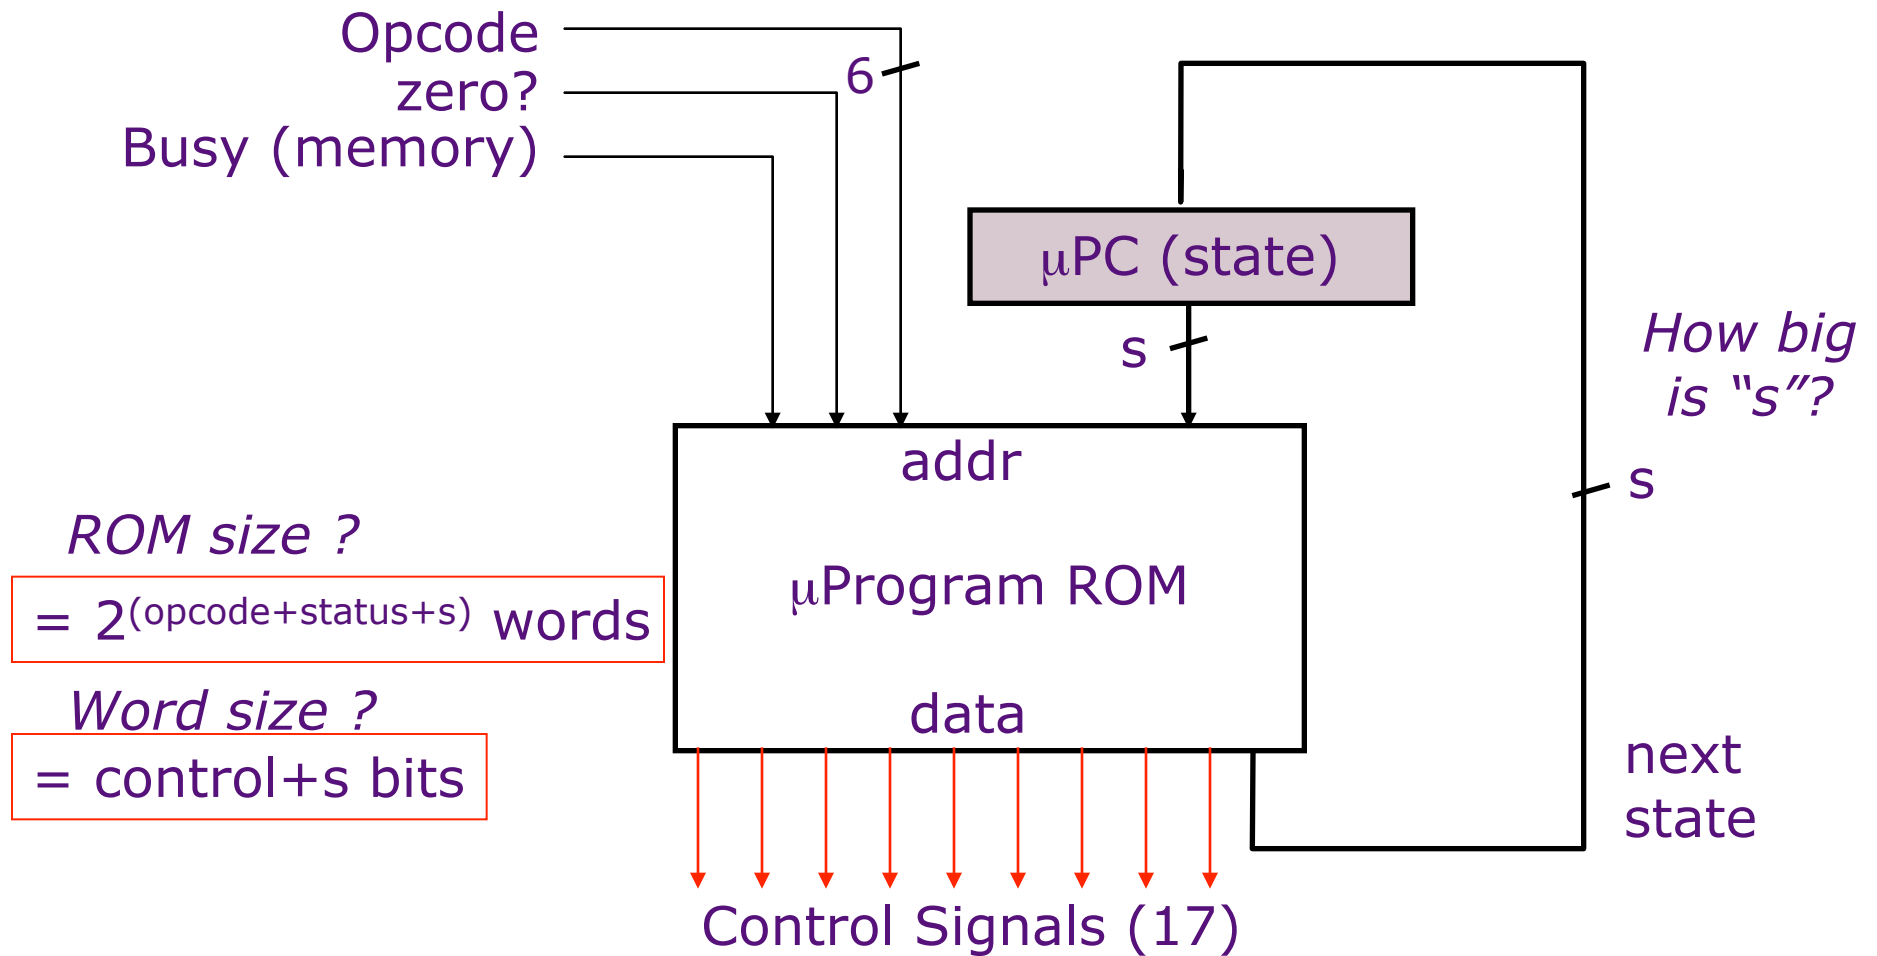 Opcode
zero?
Busy (memory)
6
μPC (state)
s
How big
is “s”?
s
addr
μProgram ROM
data
ROM size ?
= 2^(opcode+status+s) words
Word size ?
= control+s bits
next
state
Control Signals (17)